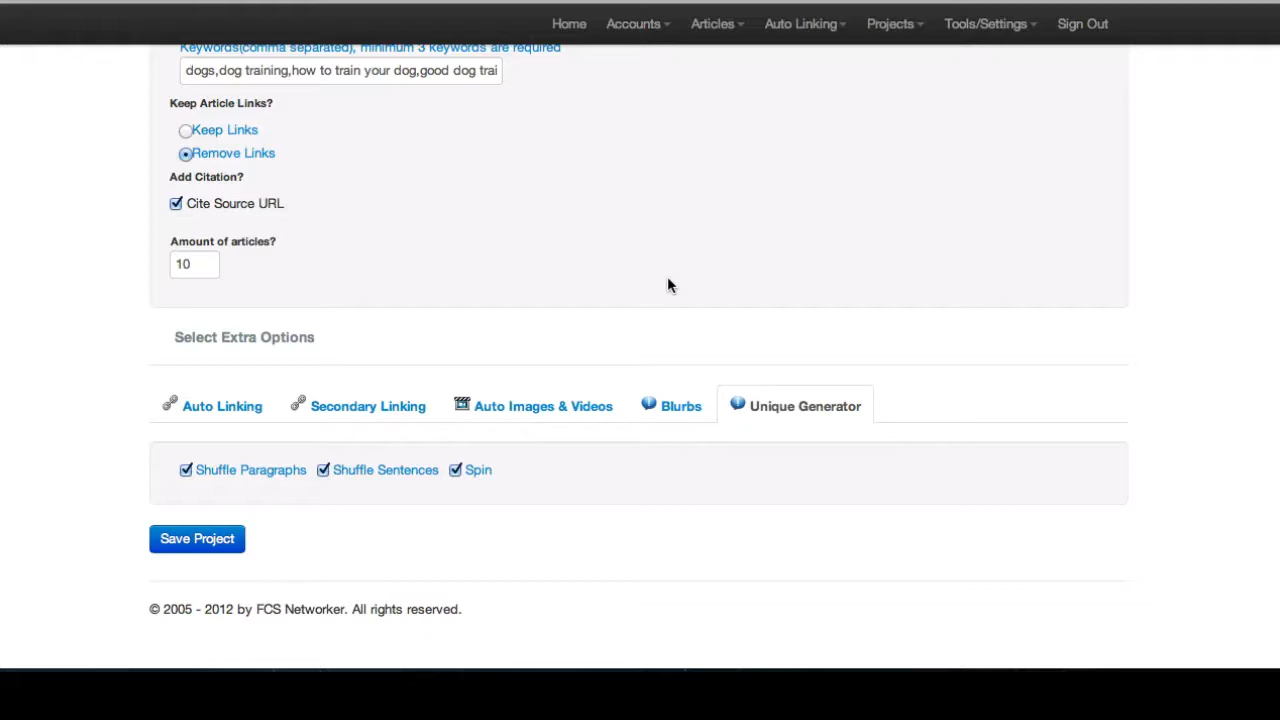 Home Accounts Articles Auto Linking Projects Tools/Settings Sign Out
Keywords(comma separated), minimum 3 keywords are required
dogs,dog training,how to train your dog,good dog trai
Keep Article Links?
Keep Links
Remove Links
Add Citation?
Cite Source URL
Amount of articles?
10
Select Extra Options
Auto Linking Secondary Linking Auto Images & Videos Blurbs Unique Generator
Shuffle Paragraphs Shuffle Sentences Spin
Save Project
© 2005 - 2012 by FCS Networker. All rights reserved.